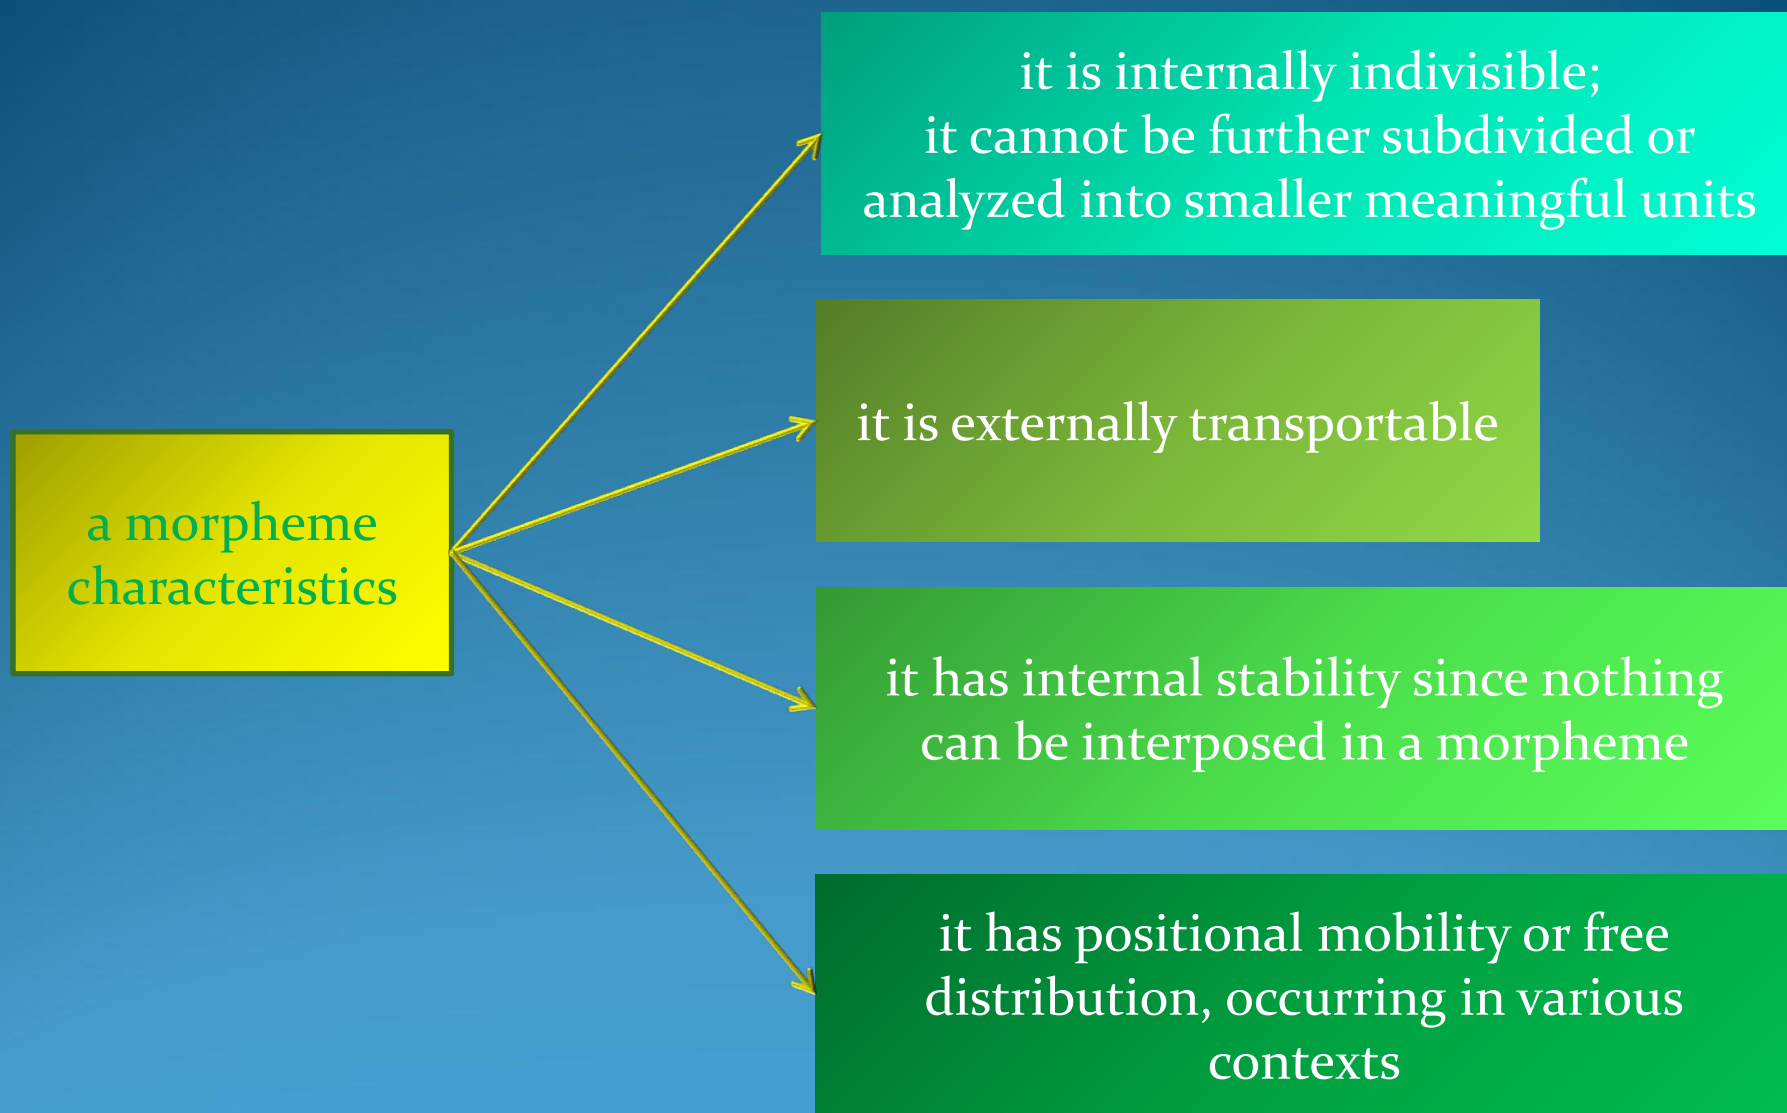 a morpheme
characteristics
it is internally indivisible;
it cannot be further subdivided or
analyzed into smaller meaningful units
it is externally transportable
it has internal stability since nothing
can be interposed in a morpheme
it has positional mobility or free
distribution, occurring in various
contexts